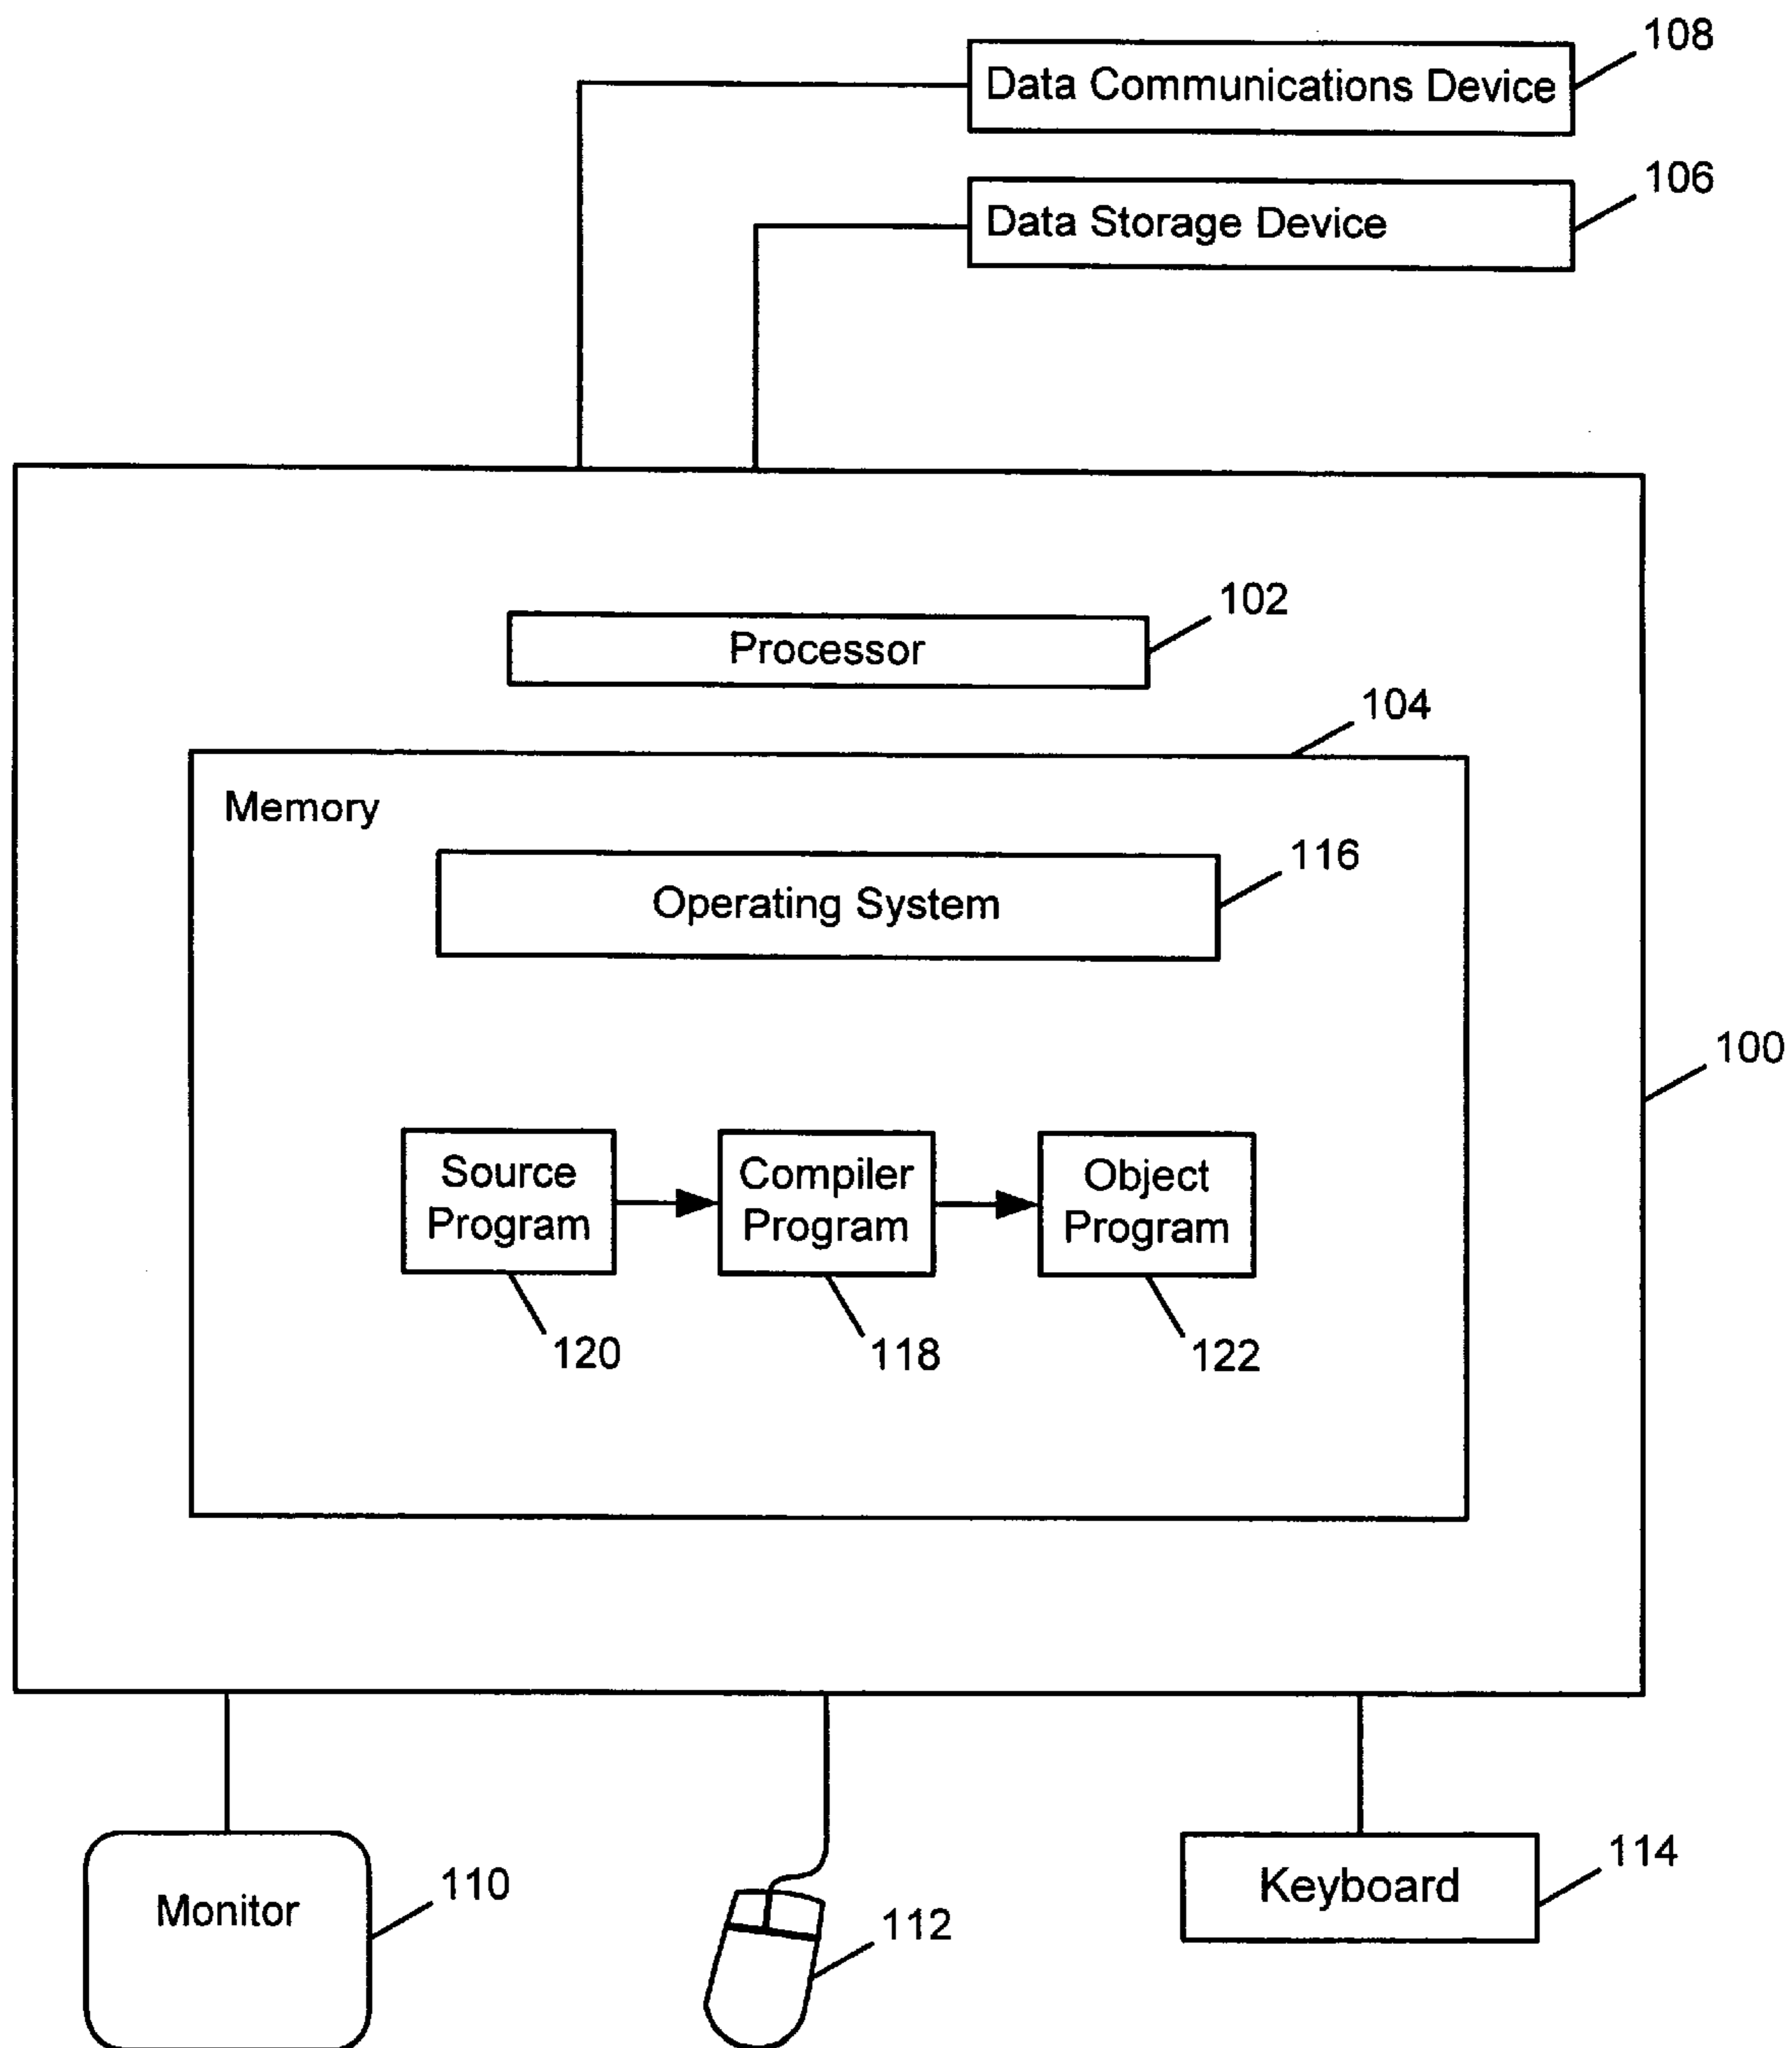 108
Data Communications Device
106
Data Storage Device
102
Processor
104
Memory
116
Operating System
100
Source
Program
Compiler
Program
Object
Program
120
118
122
110
Monitor
112
114
Keyboard